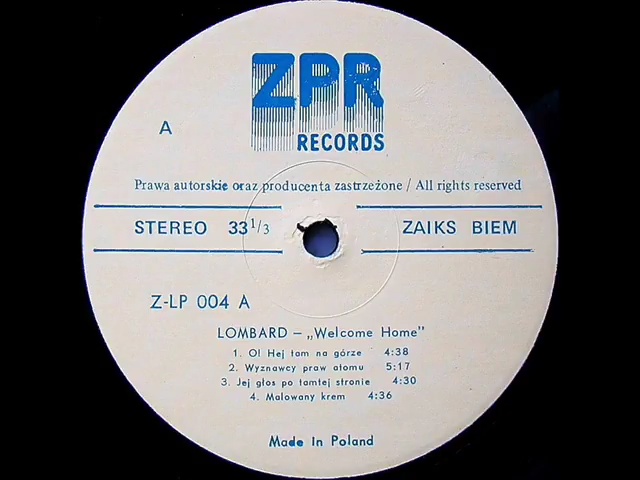 ZPR
RECORDS
A
Prawa autorskie oraz producenta zastrzeżone / All rights reserved
STEREO 33 1/3 ZAIKS BIEM
Z-LP 004 A
LOMBARD – „Welcome Home"
1. O! Hej tam na górze 4:38
2. Wyznawcy praw atomu 5:17
3. Jej głos po tamtej stronie 4:30
4. Malowany krem 4:36
Made in Poland